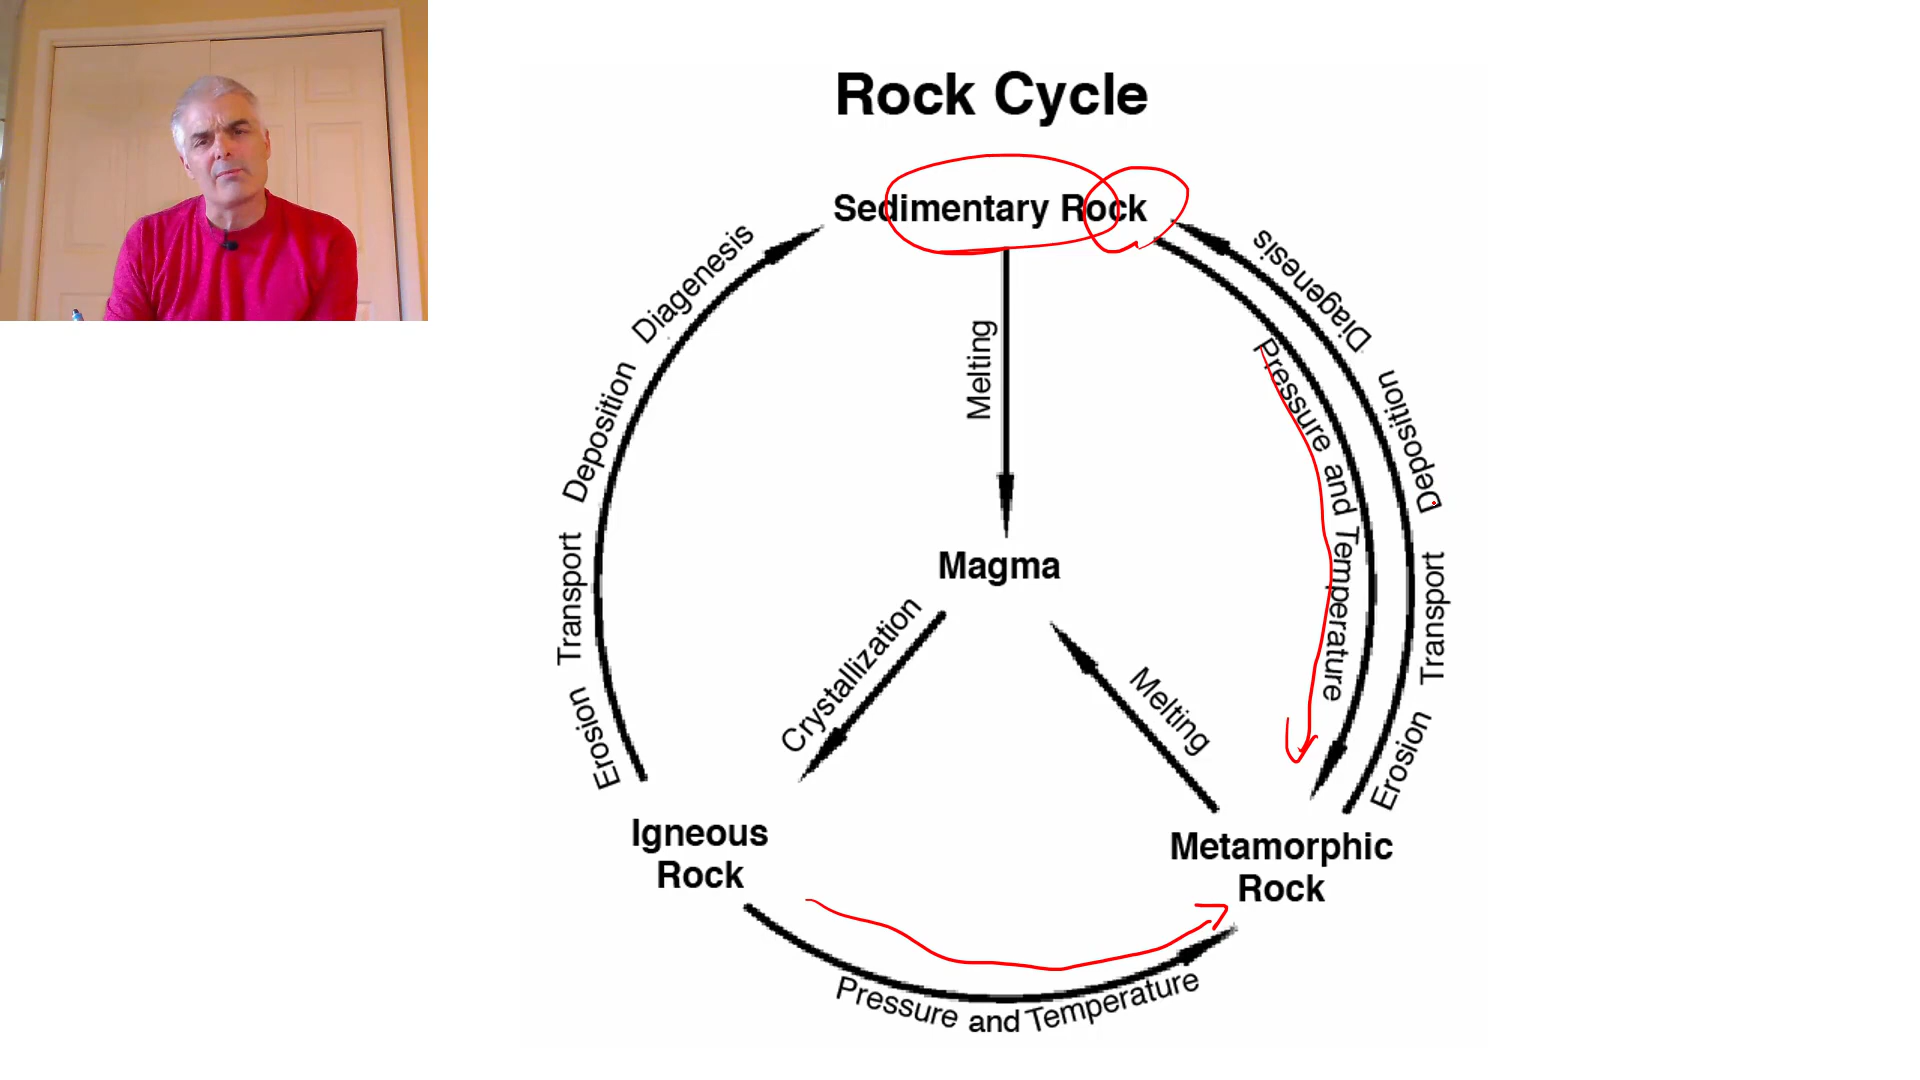 Rock Cycle
Sedimentary Rock
Diagenesis
Deposition
Transport
Erosion
Melting
Diagenesis
Deposition
Transport
Erosion
Pressure and Temperature
Magma
Crystallization
Melting
Igneous
Rock
Metamorphic
Rock
Pressure and Temperature